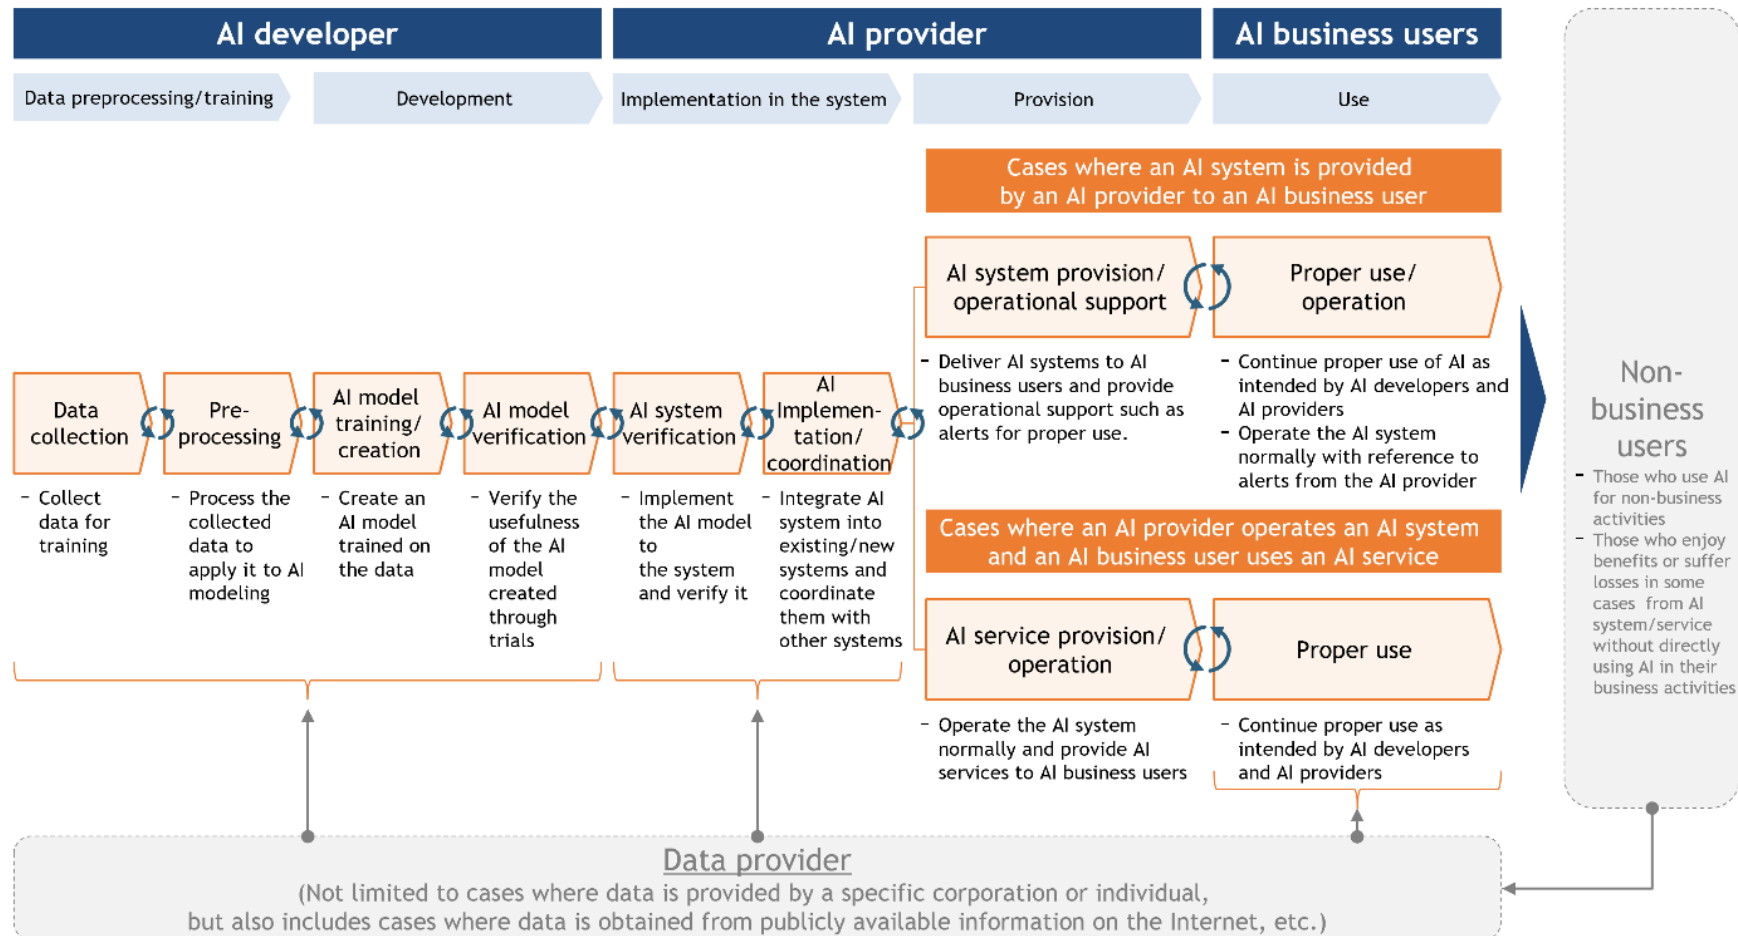 AI developer
AI provider
AI business users
Data preprocessing/training
Development
Implementation in the system
Provision
Use
Cases where an AI system is provided
by an AI provider to an AI business user
AI system provision/
operational support
Proper use/
operation
- Deliver AI systems to AI
business users and provide
operational support such as
alerts for proper use.
- Continue proper use of AI as
intended by AI developers and
AI providers
- Operate the AI system
normally with reference to
alerts from the AI provider
Data
collection
Pre-
processing
AI model
training/
creation
AI model
verification
AI system
verification
AI
Implemen-
tation/
coordination
- Collect
data for
training
- Process the
collected
data to
apply it to AI
modeling
- Create an
AI model
trained on
the data
- Verify the
usefulness
of the AI
model
created
through
trials
- Implement
the AI model
to
the system
and verify it
- Integrate AI
system into
existing/new
systems and
coordinate
them with
other systems
Cases where an AI provider operates an AI system
and an AI business user uses an AI service
AI service provision/
operation
Proper use
- Operate the AI system
normally and provide AI
services to AI business users
- Continue proper use as
intended by AI developers
and AI providers
Non-
business
users
- Those who use AI
for non-business
activities
- Those who enjoy
benefits or suffer
losses in some
cases from AI
system/service
without directly
using AI in their
business activities
Data provider
(Not limited to cases where data is provided by a specific corporation or individual,
but also includes cases where data is obtained from publicly available information on the Internet, etc.)